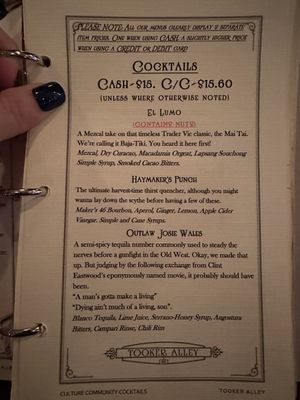 PLEASE NOTE: All our menus clearly display 2 separate
item prices. One when using CASH, a slightly higher price
when using a CREDIT or DEBIT card
Cocktails
Cash-$18. C/C-$18.60
(unless where otherwise noted)
El Lumo
(contains nuts)
A Mezcal take on that timeless Trader Vic classic, the Mai Tai.
We're calling it Baja-Tiki. You heard it here first!
Mezcal, Dry Curacao, Macadamia Orgeat, Lapsang Souchong
Simple Syrup, Smoked Cacao Bitters.
Haymaker's Punch
The ultimate harvest-time thirst quencher, although you might
wanna lay down the scythe before having a few of these.
Maker's 46 Bourbon, Aperol, Ginger, Lemon, Apple Cider
Vinegar. Simple and Cane Syrups.
Outlaw Josie Wales
A semi-spicy tequila number commonly used to steady the
nerves before a gunfight in the Old West. Okay, we made that
up. But judging by the following exchange from Clint
Eastwood's eponymously named movie, it probably should have
been.
"A man's gotta make a living"
"Dying ain't much of a living, son".
Blanco Tequila, Lime Juice, Serrano-Honey Syrup, Angostura
Bitters, Campari Rinse, Chili Rim
TOOKER ALLEY
CULTURE COMMUNITY COCKTAILS
TOOKER ALLEY